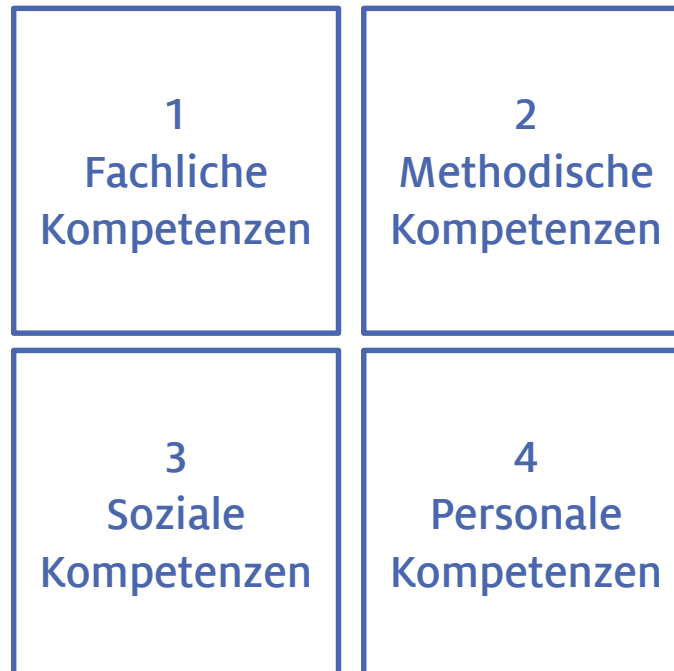 1
Fachliche
Kompetenzen
2
Methodische
Kompetenzen
3
Soziale
Kompetenzen
4
Personale
Kompetenzen